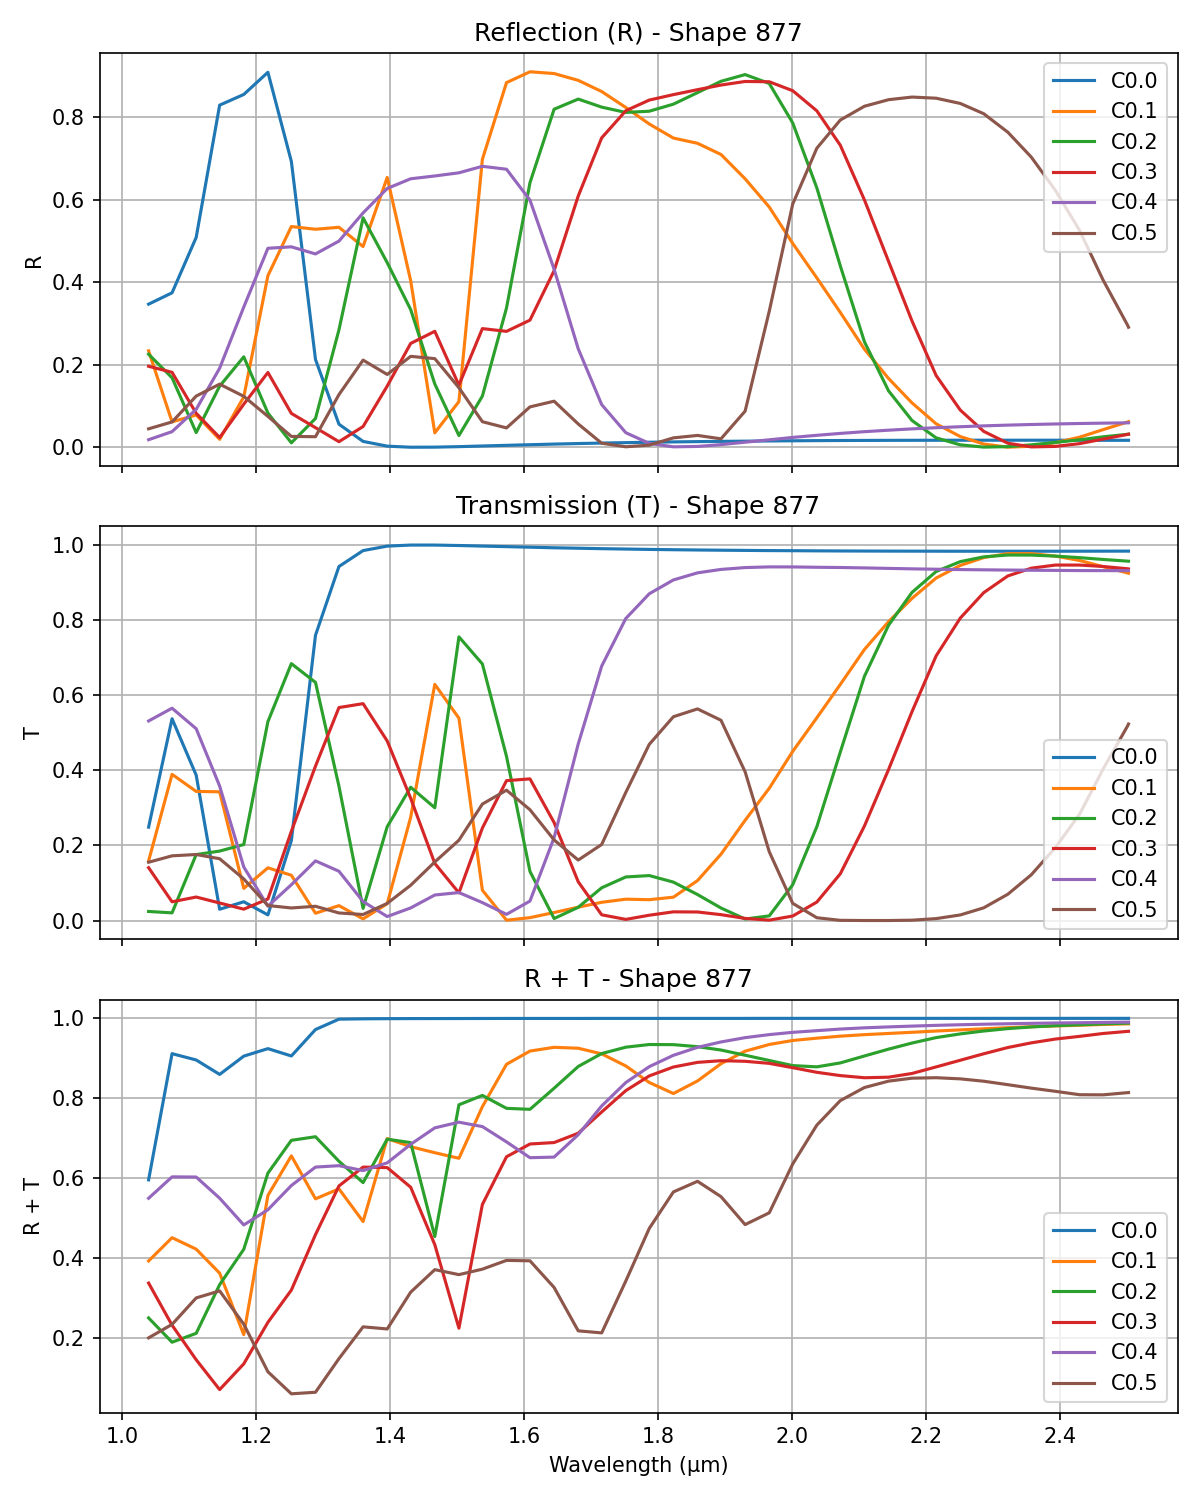 Reflection (R) - Shape 877
R
0.0
0.2
0.4
0.6
0.8
C0.0
C0.1
C0.2
C0.3
C0.4
C0.5
Transmission (T) - Shape 877
T
0.0
0.2
0.4
0.6
0.8
1.0
C0.0
C0.1
C0.2
C0.3
C0.4
C0.5
R + T - Shape 877
R + T
0.2
0.4
0.6
0.8
1.0
C0.0
C0.1
C0.2
C0.3
C0.4
C0.5
1.0 1.2 1.4 1.6 1.8 2.0 2.2 2.4
Wavelength (μm)